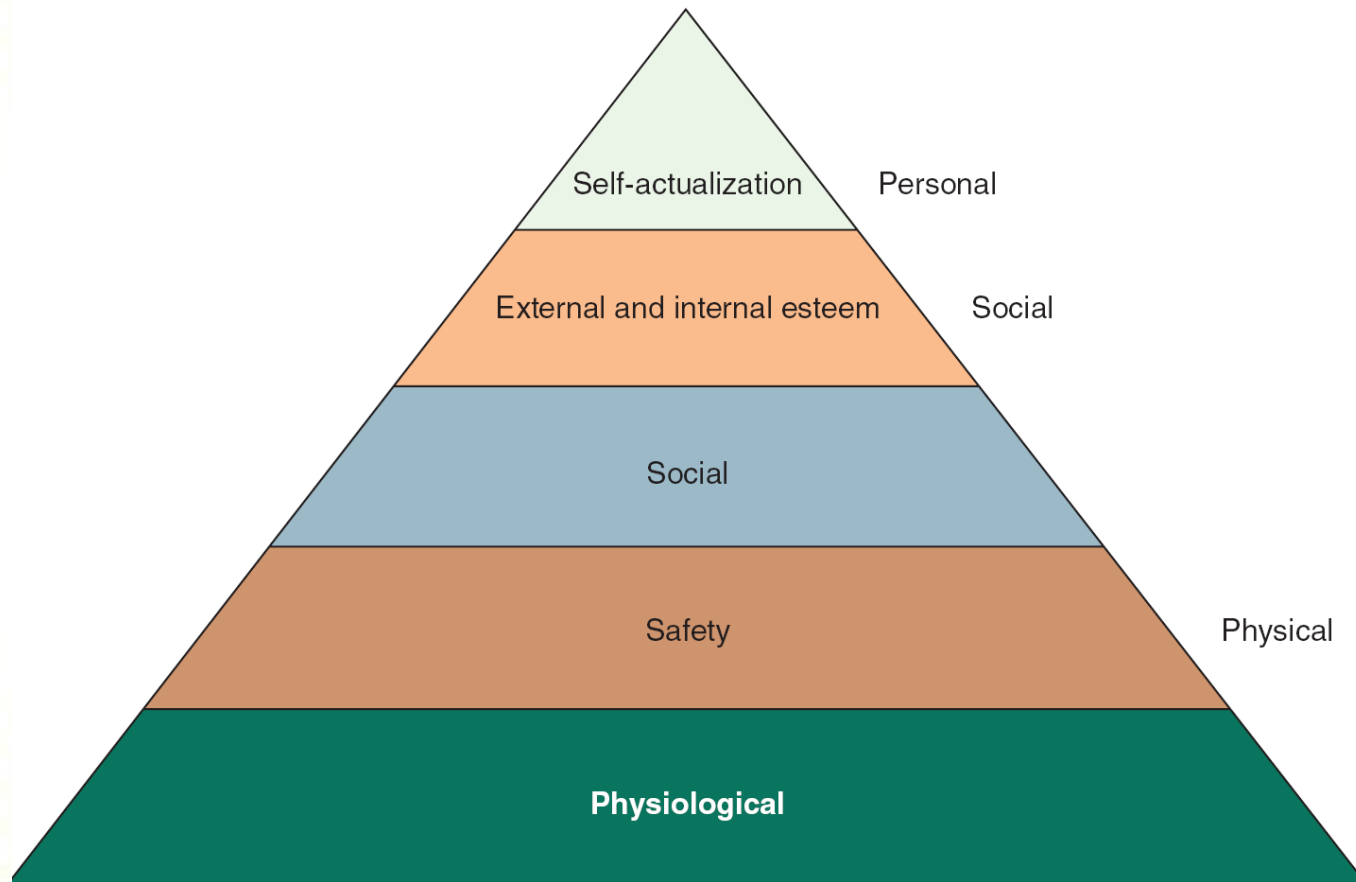 Self-actualization Personal
External and internal esteem Social
Social
Safety Physical
Physiological